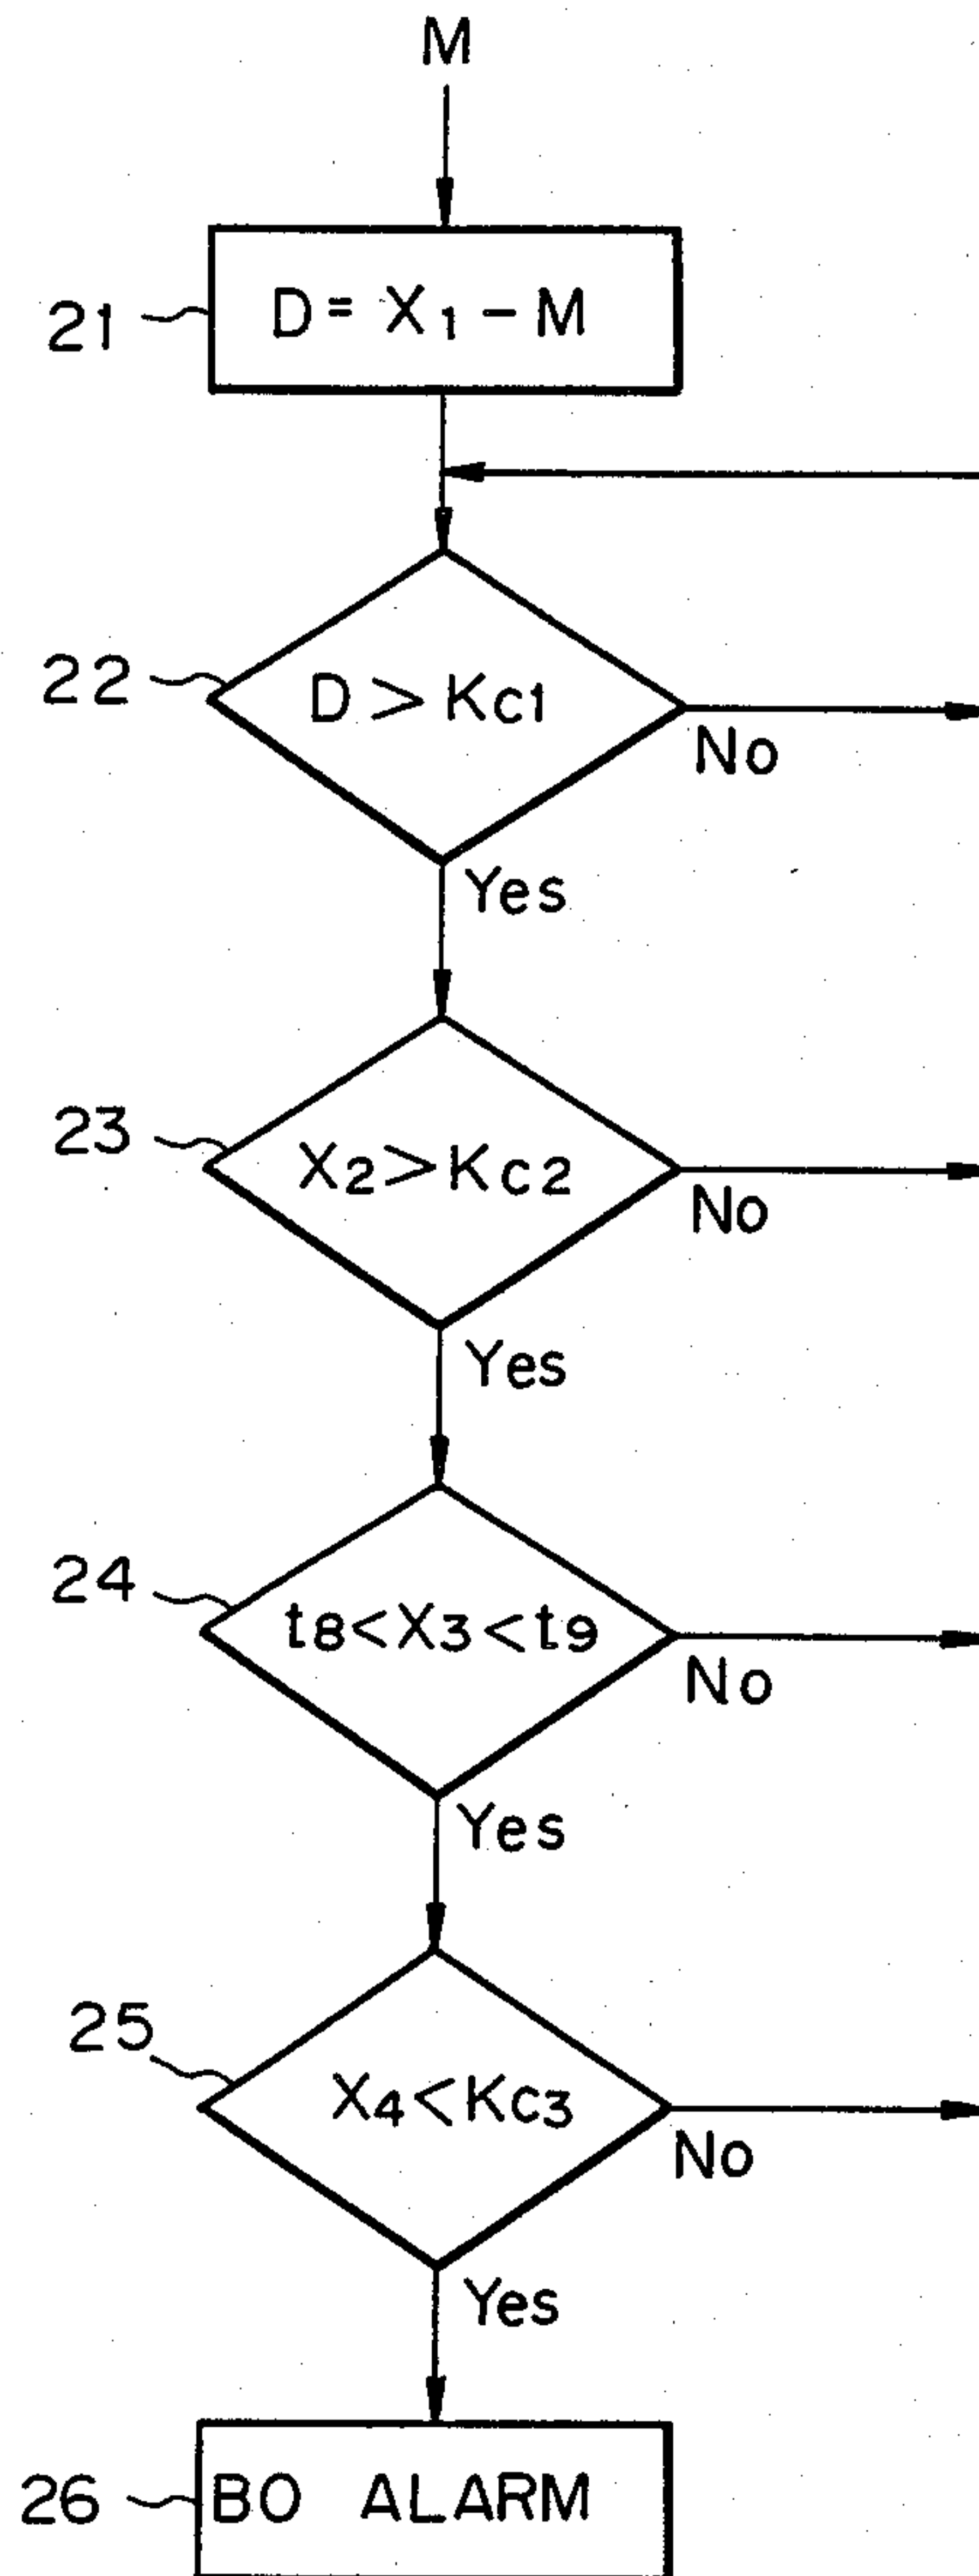 M
21 D = X1 - M
22 D > Kc1
No
Yes
23 X2 > Kc2
No
Yes
24 t8 < X3 < t9
No
Yes
25 X4 < Kc3
No
Yes
26 BO ALARM